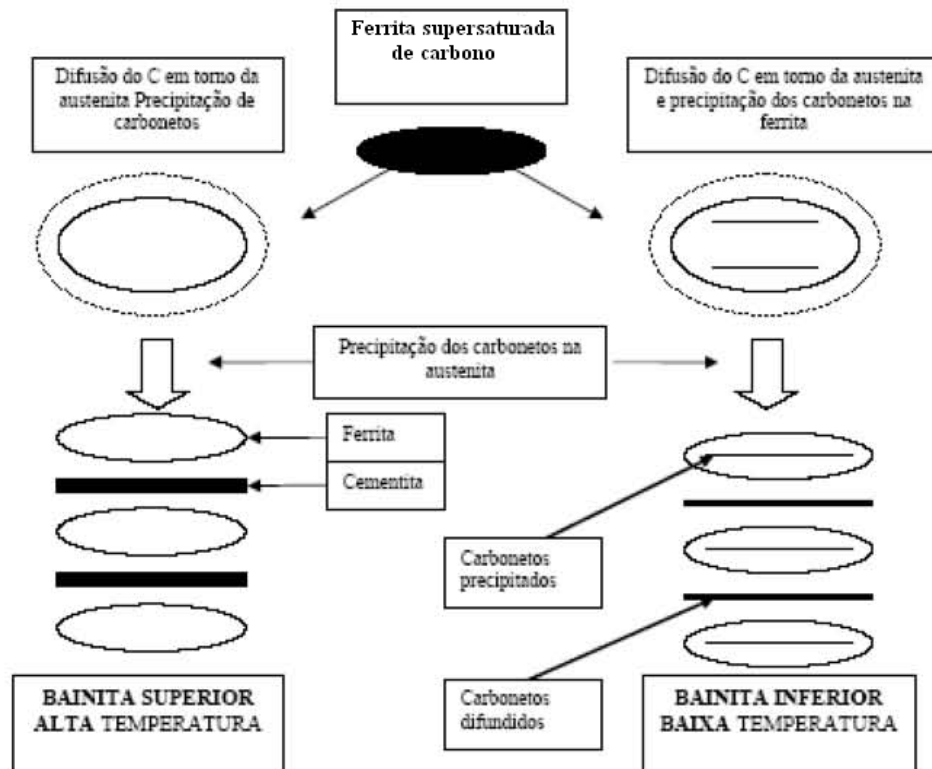 Ferrita supersaturada
de carbono
Difusão do C em torno da
austenita Precipitação de
carbonetos
Difusão do C em torno da austenita
e precipitação dos carbonetos na
ferrita
Precipitação dos carbonetos na
austenita
Ferrita
Cementita
Carbonetos
precipitados
Carbonetos
difundidos
BAINITA SUPERIOR
ALTA TEMPERATURA
BAINITA INFERIOR
BAIXA TEMPERATURA